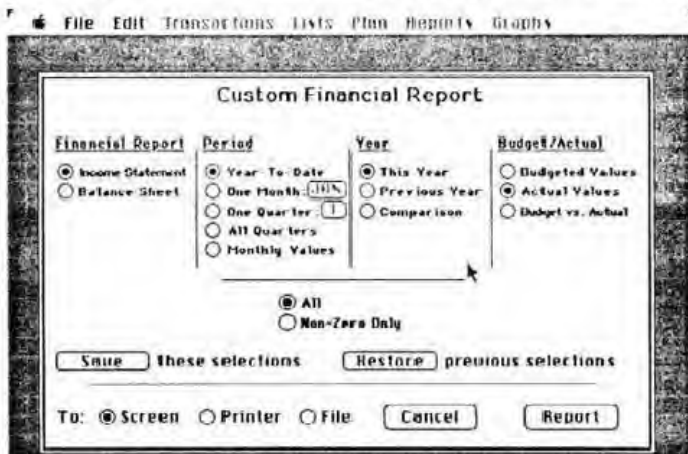 File Edit Transactions Lists Plan Reports Graphs
Custom Financial Report
Financial Report
Income Statement
Balance Sheet
Period
Year To Date
One Month: JAN
One Quarter: 1
All Quarters
Monthly Values
Year
This Year
Previous Year
Comparison
Budget/Actual
Budgeted Values
Actual Values
Budget vs. Actual
All
Non-Zero Only
Save these selections Restore previous selections
To: Screen Printer File Cancel Report